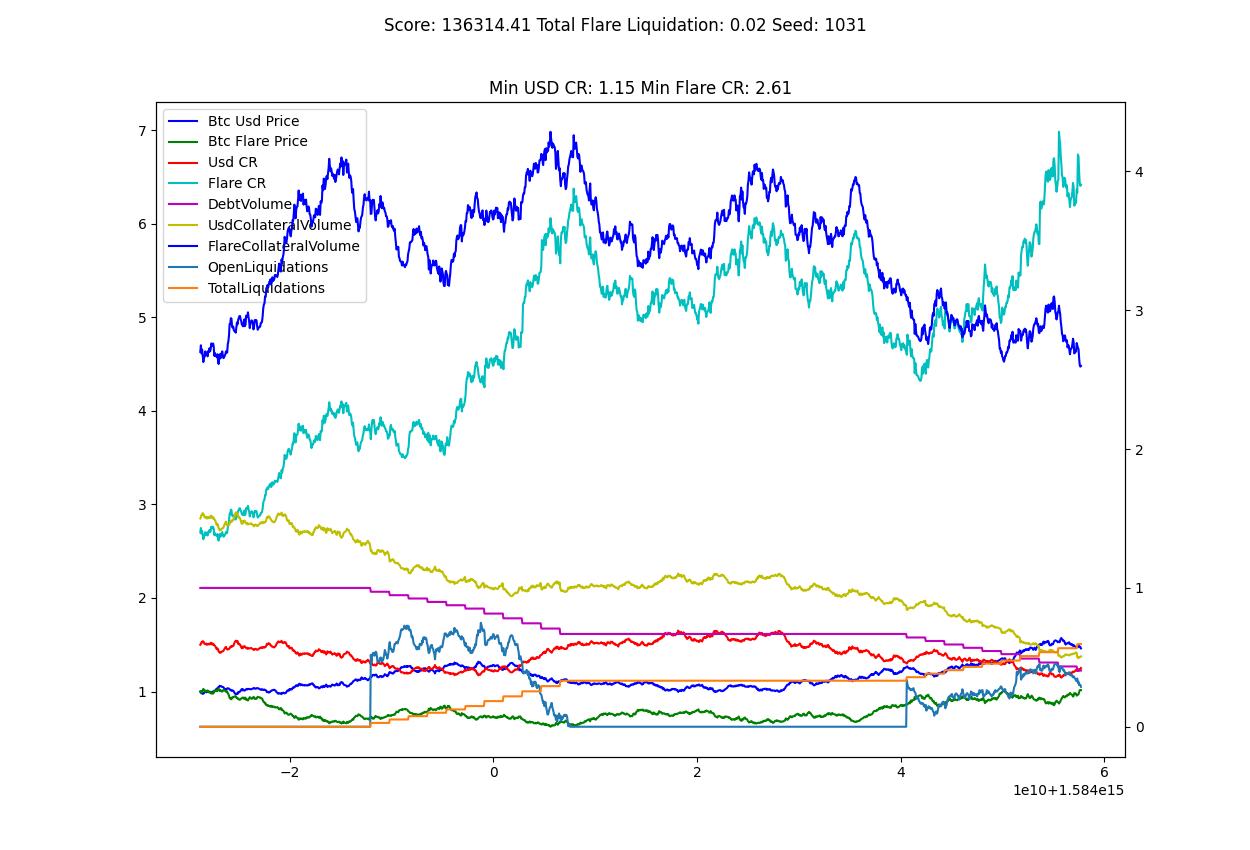 Score: 136314.41 Total Flare Liquidation: 0.02 Seed: 1031
Min USD CR: 1.15 Min Flare CR: 2.61
Btc Usd Price
Btc Flare Price
Usd CR
Flare CR
DebtVolume
UsdCollateralVolume
FlareCollateralVolume
OpenLiquidations
TotalLiquidations
7
6
5
4
3
2
1
4
3
2
1
0
−2
0
2
4
6
1e10+1.584e15